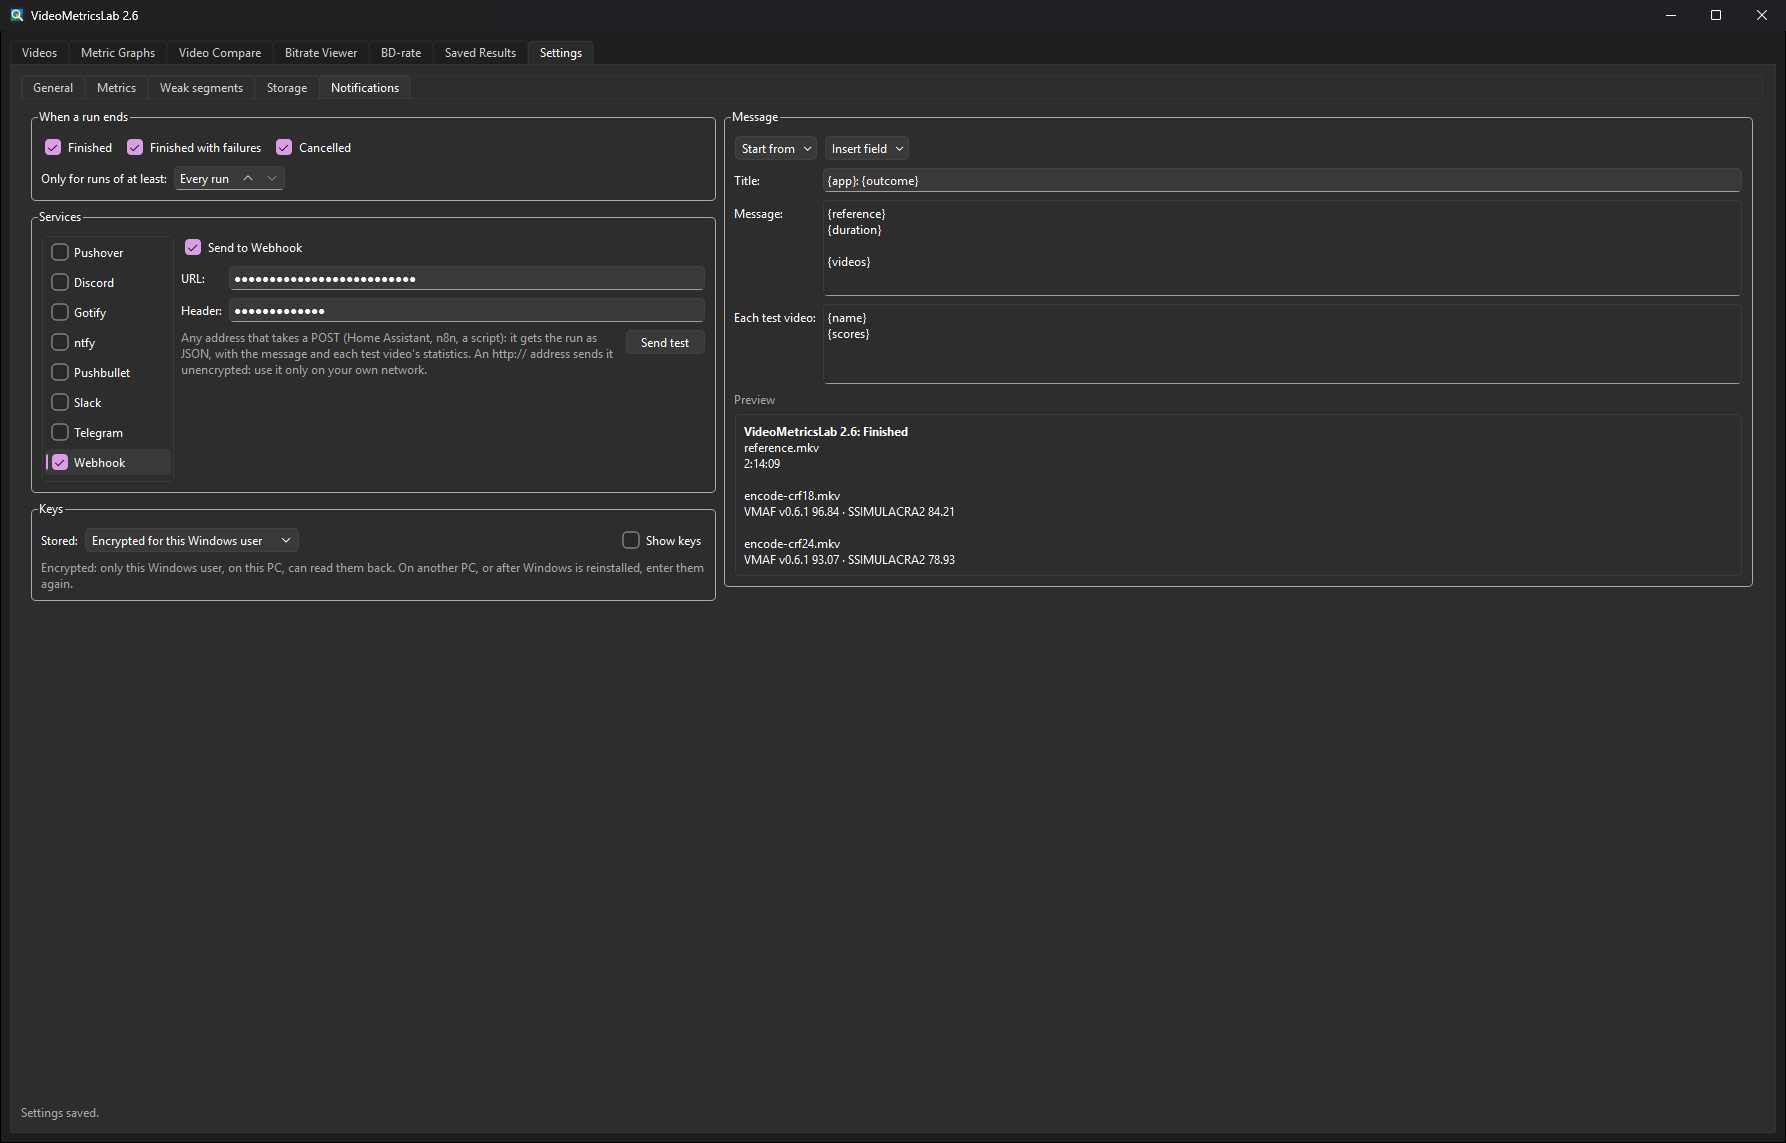 VideoMetricsLab 2.6
Videos
Metric Graphs
Video Compare
Bitrate Viewer
BD-rate
Saved Results
Settings
General
Metrics
Weak segments
Storage
Notifications
When a run ends
Finished
Finished with failures
Cancelled
Only for runs of at least:
Every run
Services
Pushover
Discord
Gotify
ntfy
Pushbullet
Slack
Telegram
Webhook
Send to Webhook
URL:
••••••••••••••••••••••••••
Header:
•••••••••••••
Any address that takes a POST (Home Assistant, n8n, a script): it gets the run as
JSON, with the message and each test video's statistics. An http:// address sends it
unencrypted: use it only on your own network.
Send test
Keys
Stored:
Encrypted for this Windows user
Show keys
Encrypted: only this Windows user, on this PC, can read them back. On another PC, or after Windows is reinstalled, enter them
again.
Message
Start from
Insert field
Title:
{app}: {outcome}
Message:
{reference}
{duration}
{videos}
Each test video:
{name}
{scores}
Preview
VideoMetricsLab 2.6: Finished
reference.mkv
2:14:09
encode-crf18.mkv
VMAF v0.6.1 96.84 · SSIMULACRA2 84.21
encode-crf24.mkv
VMAF v0.6.1 93.07 · SSIMULACRA2 78.93
Settings saved.